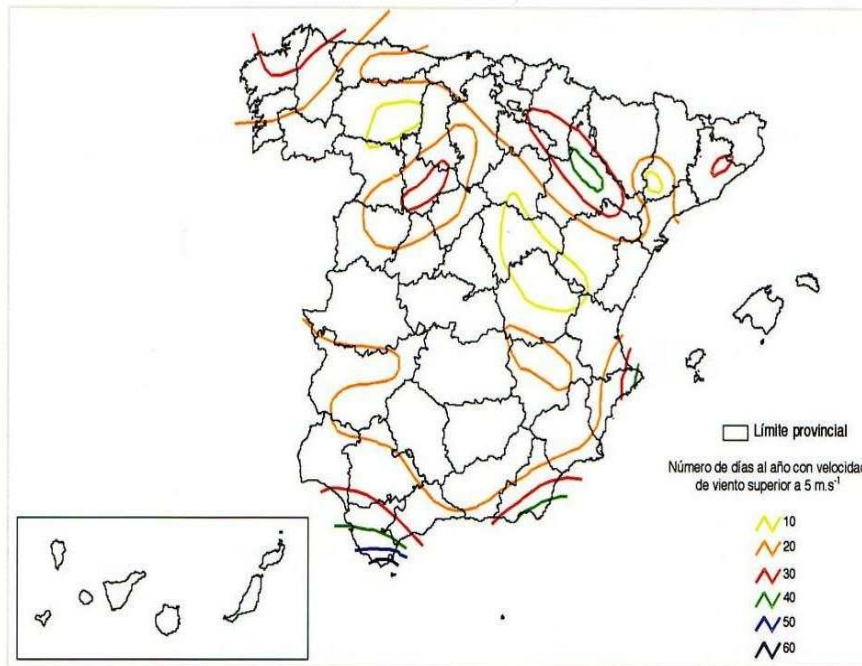 Límite provincial
Número de días al año con velocidad
de viento superior a 5 m.s⁻¹
10
20
30
40
50
60